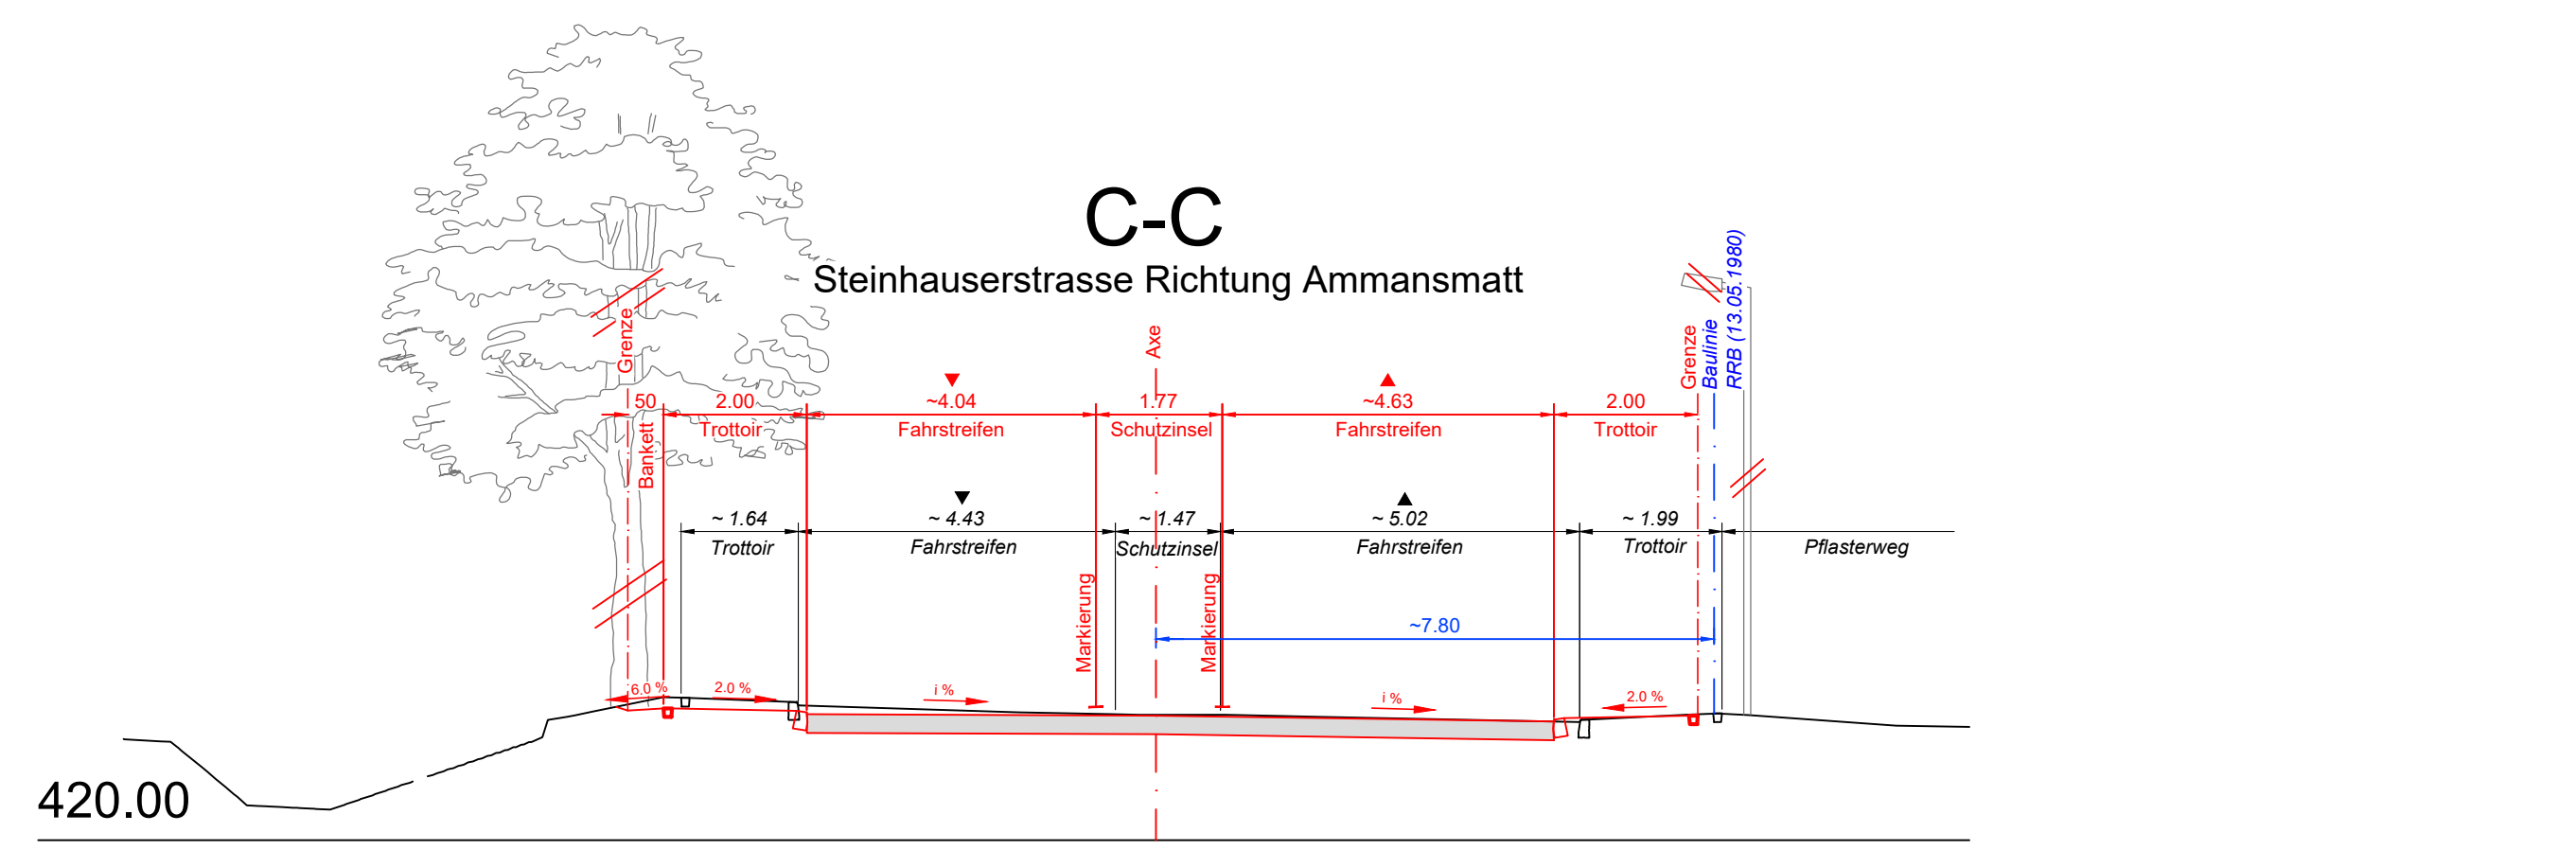 C-C
Steinhauserstrasse Richtung Ammansmatt
Grenze
Axe
Grenze
Baulinie
RRB (13.05.1980)
50
2.00
~4.04
1.77
~4.63
2.00
Bankett
Trottoir
Fahrstreifen
Schutzinsel
Fahrstreifen
Trottoir
~ 1.64
~ 4.43
~ 1.47
~ 5.02
~ 1.99
Trottoir
Fahrstreifen
Schutzinsel
Fahrstreifen
Trottoir
Pflasterweg
Markierung
Markierung
~7.80
6.0 %
2.0 %
i %
i %
2.0 %
420.00